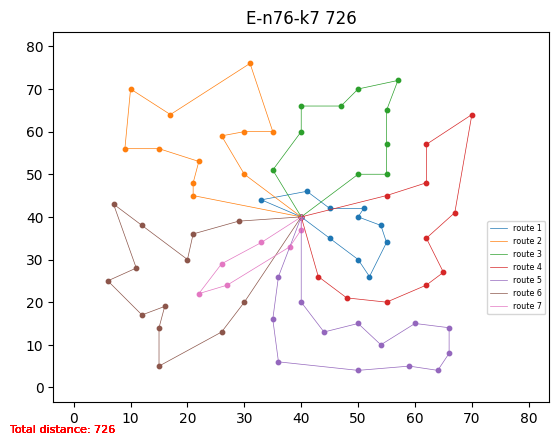 E-n76-k7 726
80
70
60
50
40
30
20
10
0
0 10 20 30 40 50 60 70 80
route 1
route 2
route 3
route 4
route 5
route 6
route 7
Total distance: 726